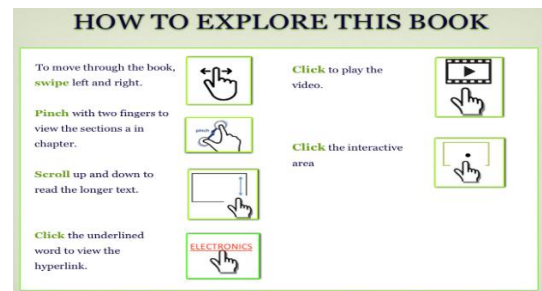 HOW TO EXPLORE THIS BOOK
To move through the book,
swipe left and right.
Pinch with two fingers to
view the sections a in
chapter.
pinch
Scroll up and down to
read the longer text.
Click the underlined
word to view the
hyperlink.
ELECTRONICS
Click to play the
video.
Click the interactive
area